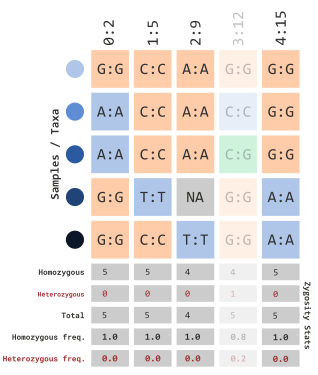 0:2 1:5 2:9 3:12 4:15
Samples / Taxa
G:G C:C A:A G:G G:G
A:A C:C A:A C:C G:G
A:A C:C A:A C:G G:G
G:G T:T NA G:G A:A
G:G C:C T:T G:G A:A
Zygosity Stats
Homozygous 5 5 4 4 5
Heterozygous 0 0 0 1 0
Total 5 5 4 5 5
Homozygous freq. 1.0 1.0 1.0 0.8 1.0
Heterozygous freq. 0.0 0.0 0.0 0.2 0.0